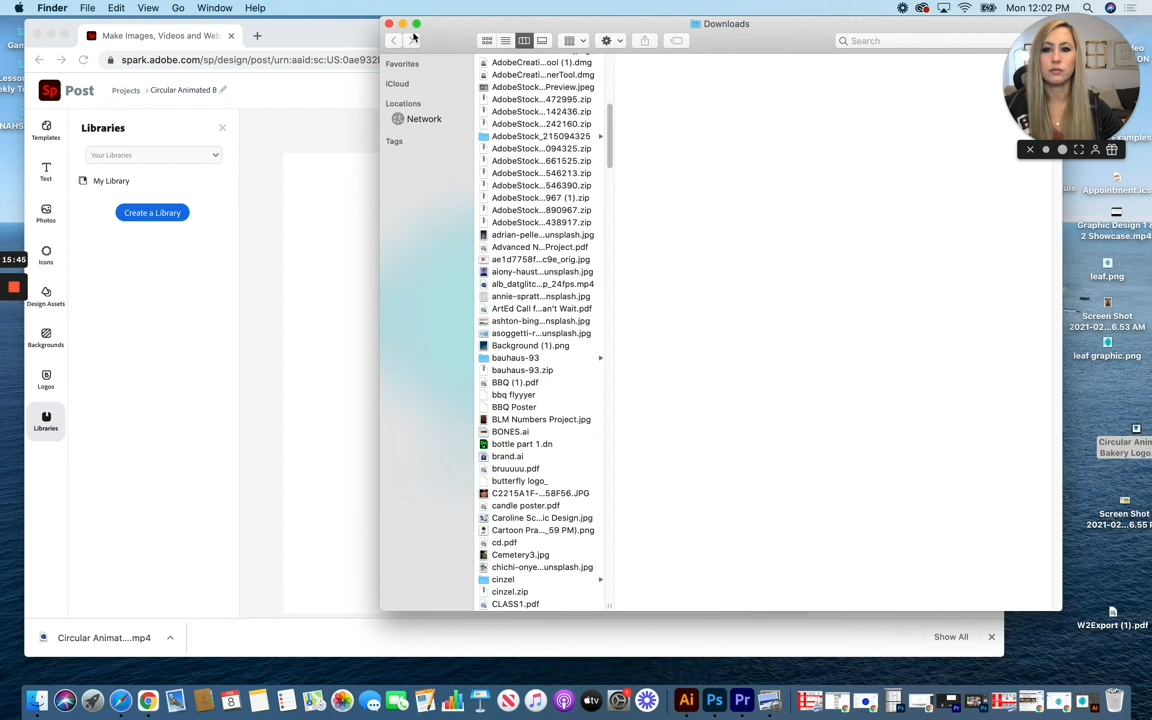 Finder File Edit View Go Window Help
Mon 12:02 PM
Make Images, Videos and Web
spark.adobe.com/sp/design/post/urn:aaid:sc:US:0ae932
Sp Post Projects Circular Animated B
Templates
Text
Photos
Icons
Design Assets
Backgrounds
Logos
Libraries
Libraries
Your Libraries
My Library
Create a Library
15:45
Downloads
Search
Favorites
iCloud
Locations
Network
Tags
AdobeCreati...ool (1).dmg
AdobeCreati...nerTool.dmg
AdobeStock...Preview.jpeg
AdobeStock...472995.zip
AdobeStock...142436.zip
AdobeStock...242160.zip
AdobeStock_215094325
AdobeStock...094325.zip
AdobeStock...661525.zip
AdobeStock...546213.zip
AdobeStock...546390.zip
AdobeStock...967 (1).zip
AdobeStock...890967.zip
AdobeStock...438917.zip
adrian-pelle...unsplash.jpg
Advanced N...Project.pdf
ae1d7758f...c9e_orig.jpg
aiony-haust...unsplash.jpg
alb_datglitc...p_24fps.mp4
annie-spratt...nsplash.jpg
ArtEd Call f...an't Wait.pdf
ashton-bing...nsplash.jpg
asoggetti-r...unsplash.jpg
Background (1).png
bauhaus-93
bauhaus-93.zip
BBQ (1).pdf
bbq flyyyer
BBQ Poster
BLM Numbers Project.jpg
BONES.ai
bottle part 1.dn
brand.ai
bruuuuu.pdf
butterfly logo_
C2215A1F-...58F56.JPG
candle poster.pdf
Caroline Sc...ic Design.jpg
Cartoon Pra..._59 PM).png
cd.pdf
Cemetery3.jpg
chichi-onye...unsplash.jpg
cinzel
cinzel.zip
CLASS1.pdf
Appointment.ics
Graphic Design 1 &
2 Showcase.mp4
leaf.png
Screen Shot
2021-02...6.53 AM
leaf graphic.png
Circular Ani
Bakery Logo.
Screen Shot
2021-02...6.55 P
W2Export (1).pdf
Circular Animat....mp4
Show All
8
Ai Ps Pr